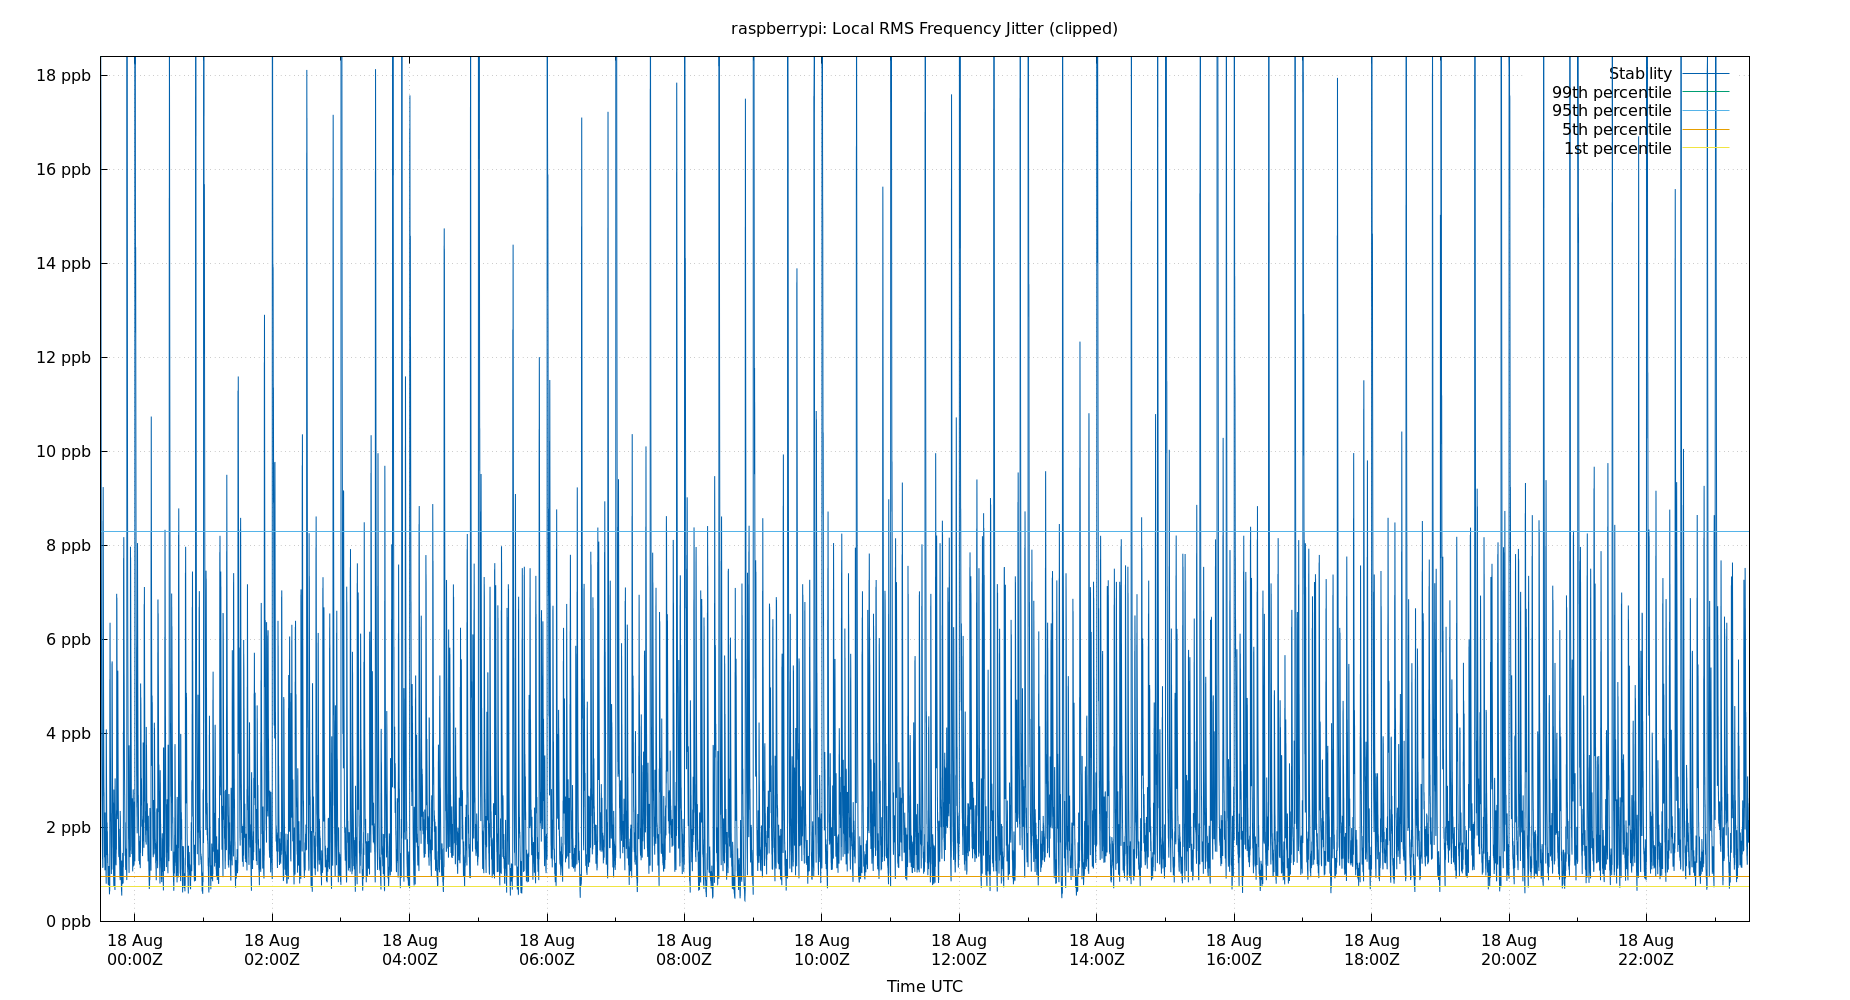 raspberrypi: Local RMS Frequency Jitter (clipped)
18 ppb
16 ppb
14 ppb
12 ppb
10 ppb
8 ppb
6 ppb
4 ppb
2 ppb
0 ppb
Stability
99th percentile
95th percentile
5th percentile
1st percentile
18 Aug 18 Aug 18 Aug 18 Aug 18 Aug 18 Aug 18 Aug 18 Aug 18 Aug 18 Aug 18 Aug 18 Aug
00:00Z 02:00Z 04:00Z 06:00Z 08:00Z 10:00Z 12:00Z 14:00Z 16:00Z 18:00Z 20:00Z 22:00Z
Time UTC